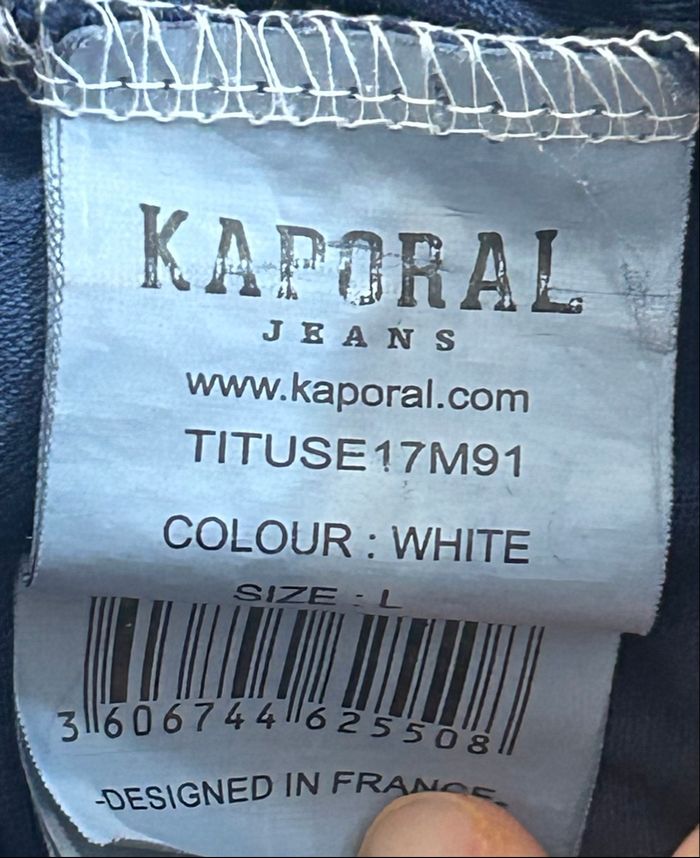 KAPORAL
JEANS
www.kaporal.com
TITUSE17M91
COLOUR : WHITE
SIZE : L
3 606744 625508
-DESIGNED IN FRANCE-